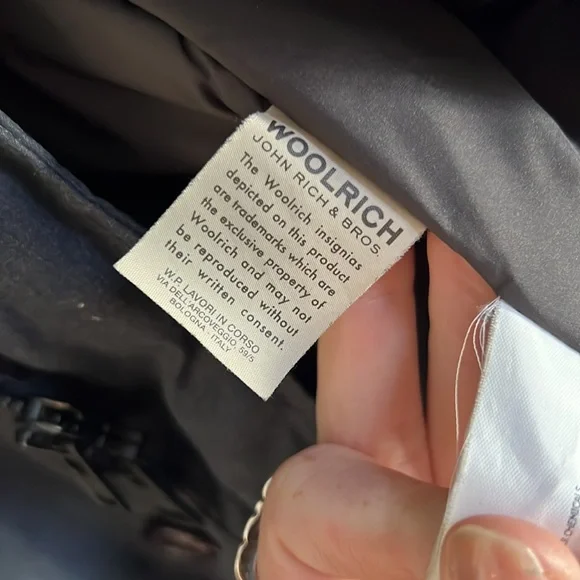 WOOLRICH
JOHN RICH & BROS.
The Woolrich insignias
depicted on this product
are trademarks which are
the exclusive property of
Woolrich and may not
be reproduced without
their written consent.
W.P. LAVORI IN CORSO
VIA DELL'ARCOVEGGIO 59/5
BOLOGNA - ITALY